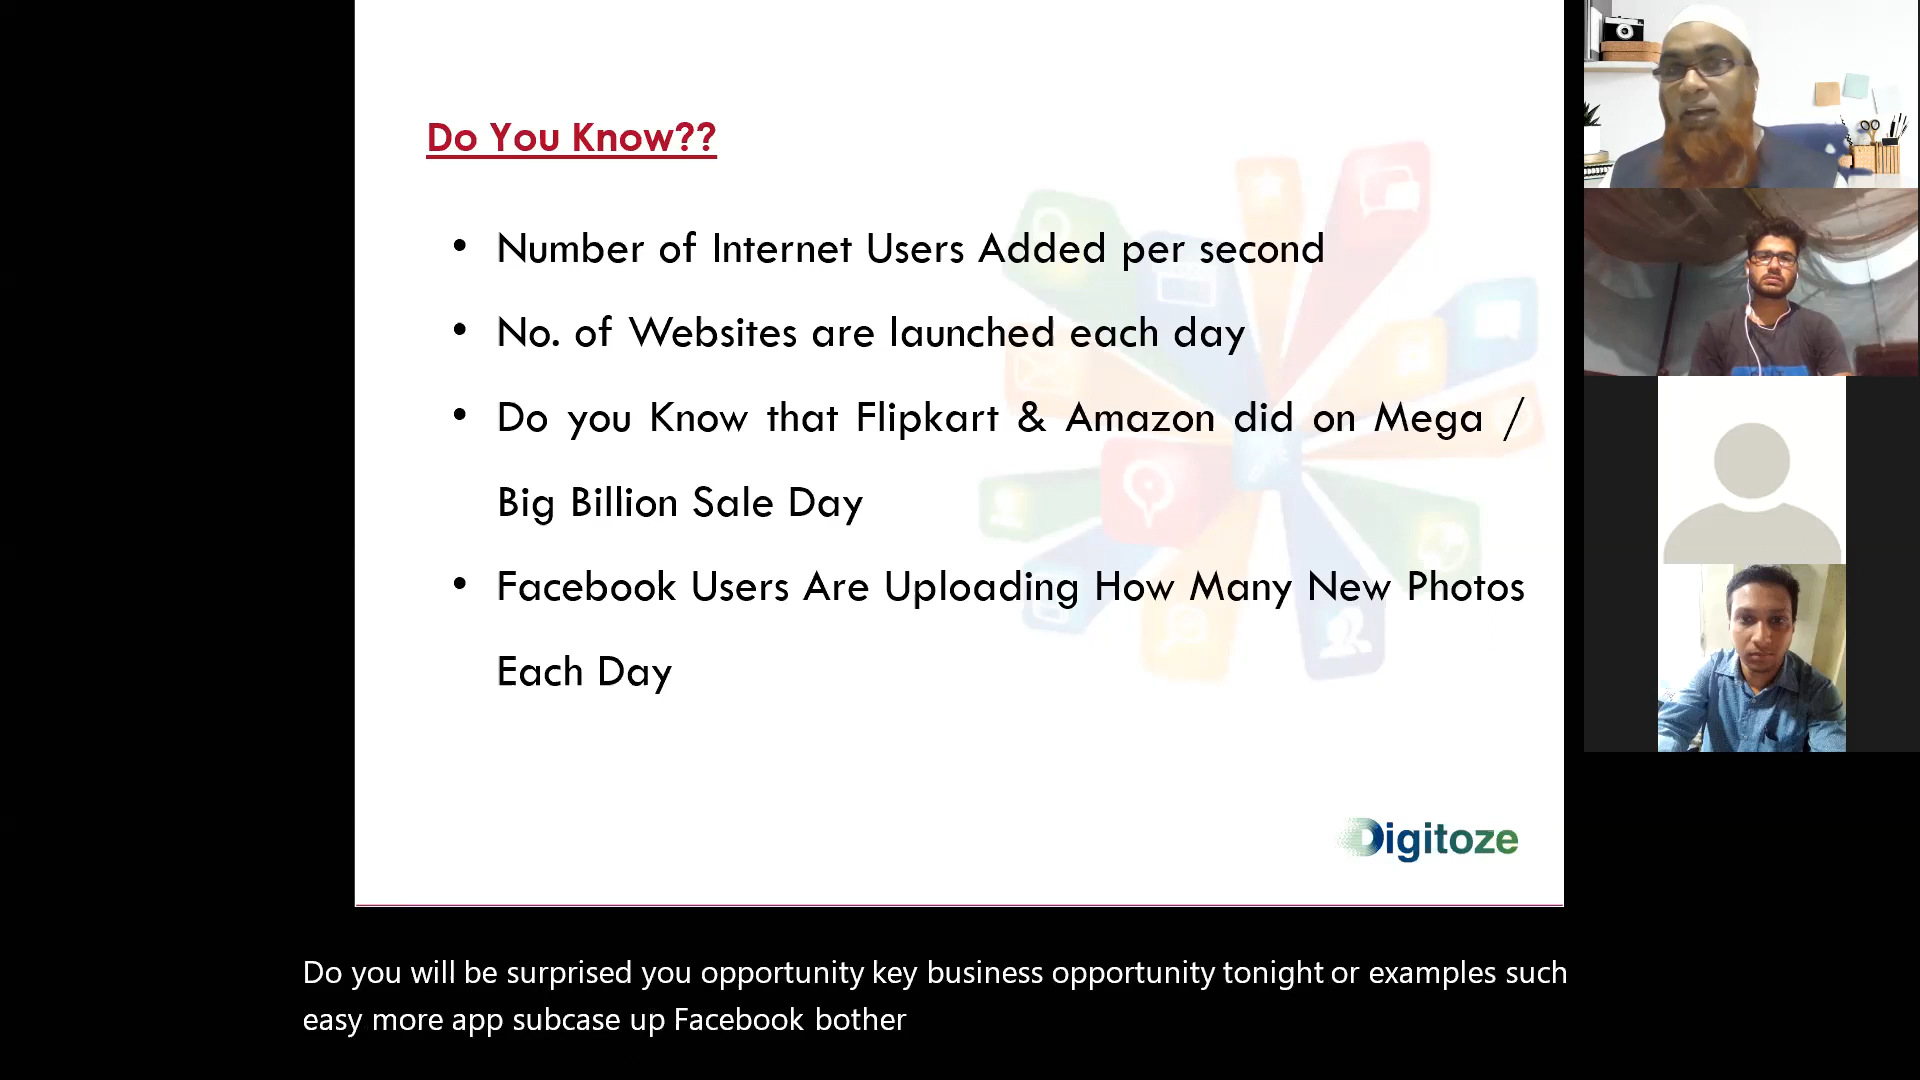 Do You Know??
• Number of Internet Users Added per second
• No. of Websites are launched each day
• Do you Know that Flipkart & Amazon did on Mega /
Big Billion Sale Day
• Facebook Users Are Uploading How Many New Photos
Each Day
Digitoze
Do you will be surprised you opportunity key business opportunity tonight or examples such
easy more app subcase up Facebook bother